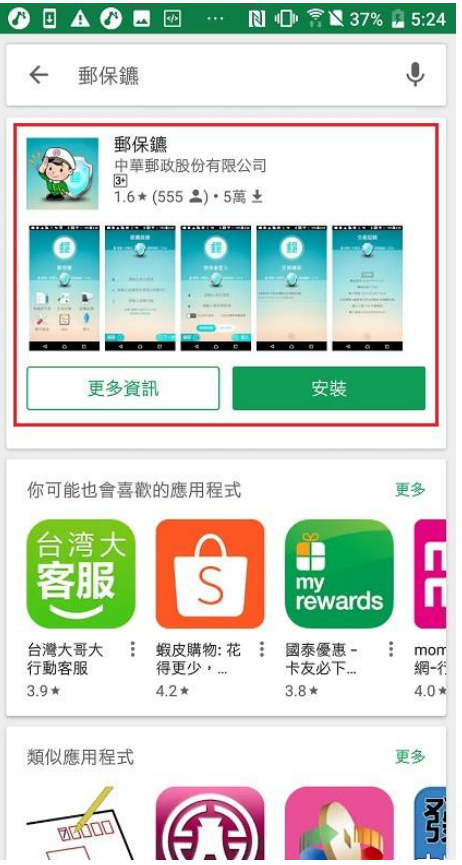 37% 5:24
郵保鑣
郵保鑣
中華郵政股份有限公司
3+
1.6★ (555 ) • 5萬
更多資訊
安裝
你可能也會喜歡的應用程式
更多
台湾大
客服
S
my
rewards
台灣大哥大
行動客服
3.9★
蝦皮購物: 花
得更少，...
4.2★
國泰優惠 –
卡友必下...
3.8★
mom
網–行
4.0★
類似應用程式
更多